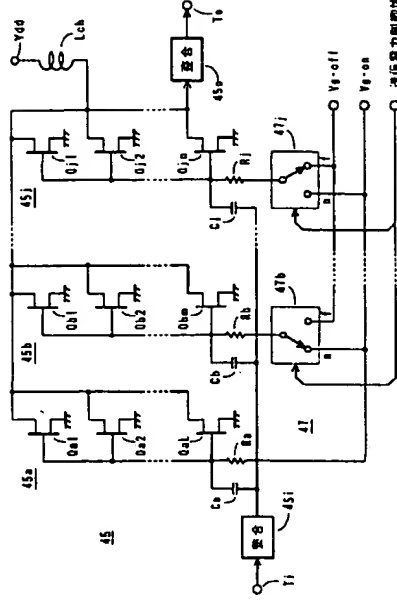 45
45a
Qa1
Qa2
QaL
Ca
Ra
Ti
整合
45i
45b
Qb1
Qb2
Qbm
Cb
Rb
47
47b
n
f
45j
Qj1
Qj2
Qjn
Cj
Rj
47j
n
f
Vdd
Lch
整合
45o
To
Vg-off
Vg-on